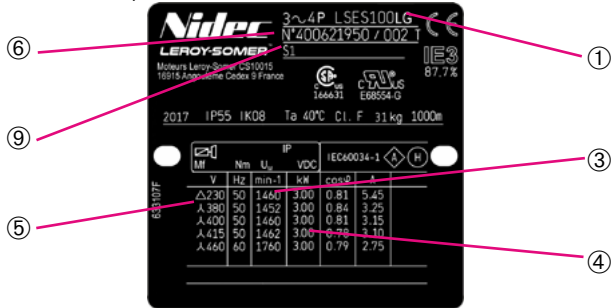 Nidec
3~4P LSES100LG
CE
①
⑥
N°400621950 / 002 T
LEROY-SOMER
S1
IE3
87.7%
Moteurs Leroy-Somer CS10015
16915 Angoulême Cedex 9 France
⑨
C US
166631
C US
E68554-G
2017 IP55 IK08 Ta 40°C Cl. F 31kg 1000m
IP
Mf Nm U VDC
IEC60034-1 A H
③
V Hz min-1 kW cosφ A
△230 50 1460 3.00 0.81 5.45
⅄380 50 1452 3.00 0.84 3.25
⅄400 50 1460 3.00 0.81 3.15
⅄415 50 1462 3.00 0.78 3.10
⅄460 60 1760 3.00 0.79 2.75
⑤
④
633107F